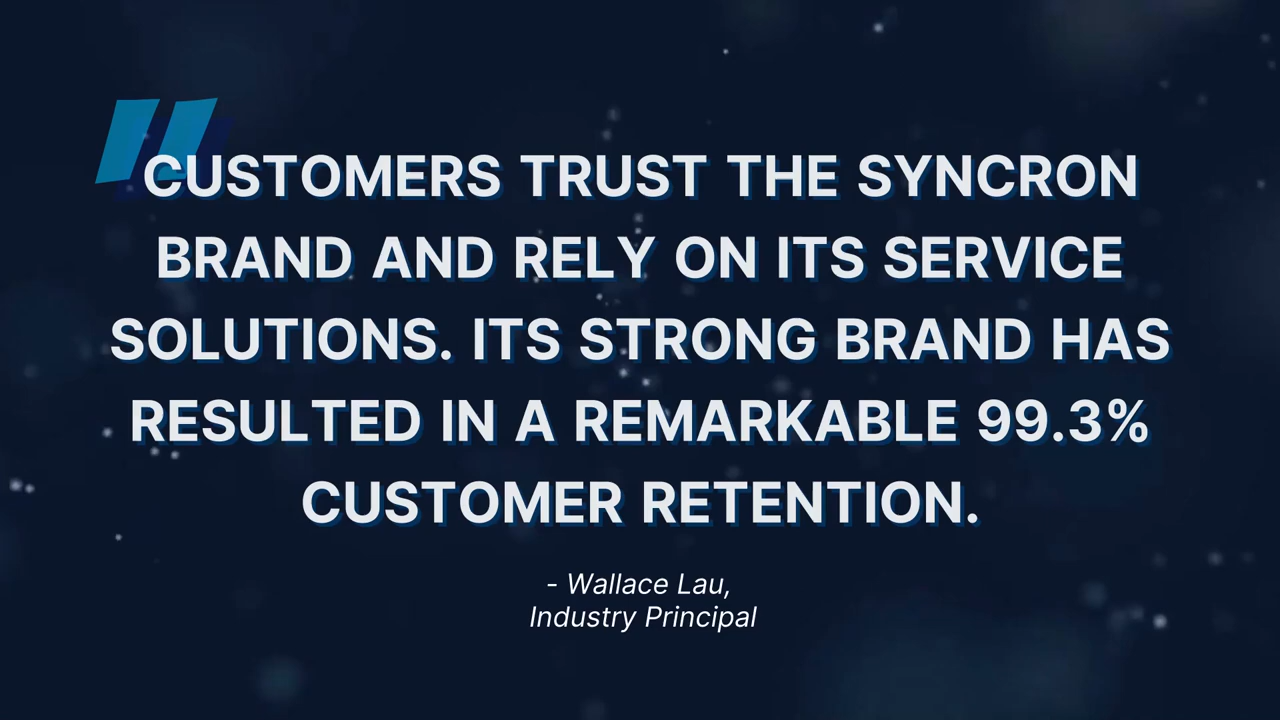 CUSTOMERS TRUST THE SYNCRON
BRAND AND RELY ON ITS SERVICE
SOLUTIONS. ITS STRONG BRAND HAS
RESULTED IN A REMARKABLE 99.3%
CUSTOMER RETENTION.
- Wallace Lau,
Industry Principal